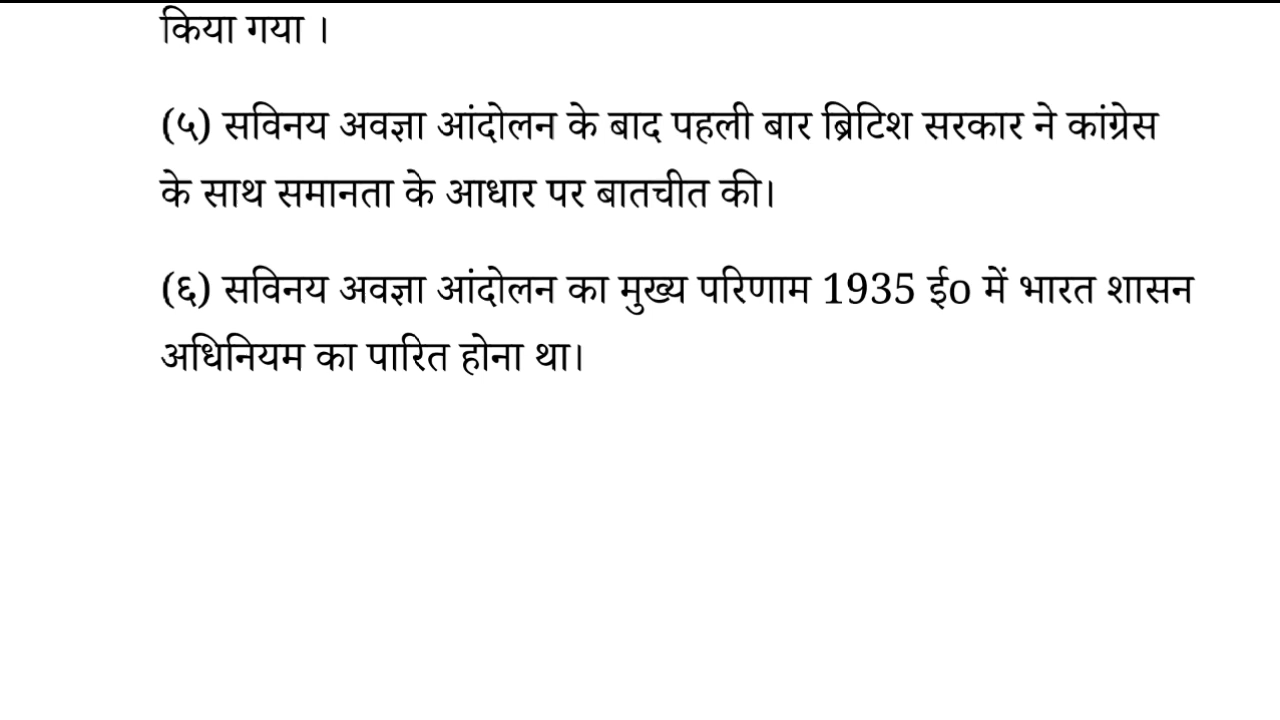 किया गया ।
(५) सविनय अवज्ञा आंदोलन के बाद पहली बार ब्रिटिश सरकार ने कांग्रेस
के साथ समानता के आधार पर बातचीत की।
(६) सविनय अवज्ञा आंदोलन का मुख्य परिणाम 1935 ई० में भारत शासन
अधिनियम का पारित होना था।